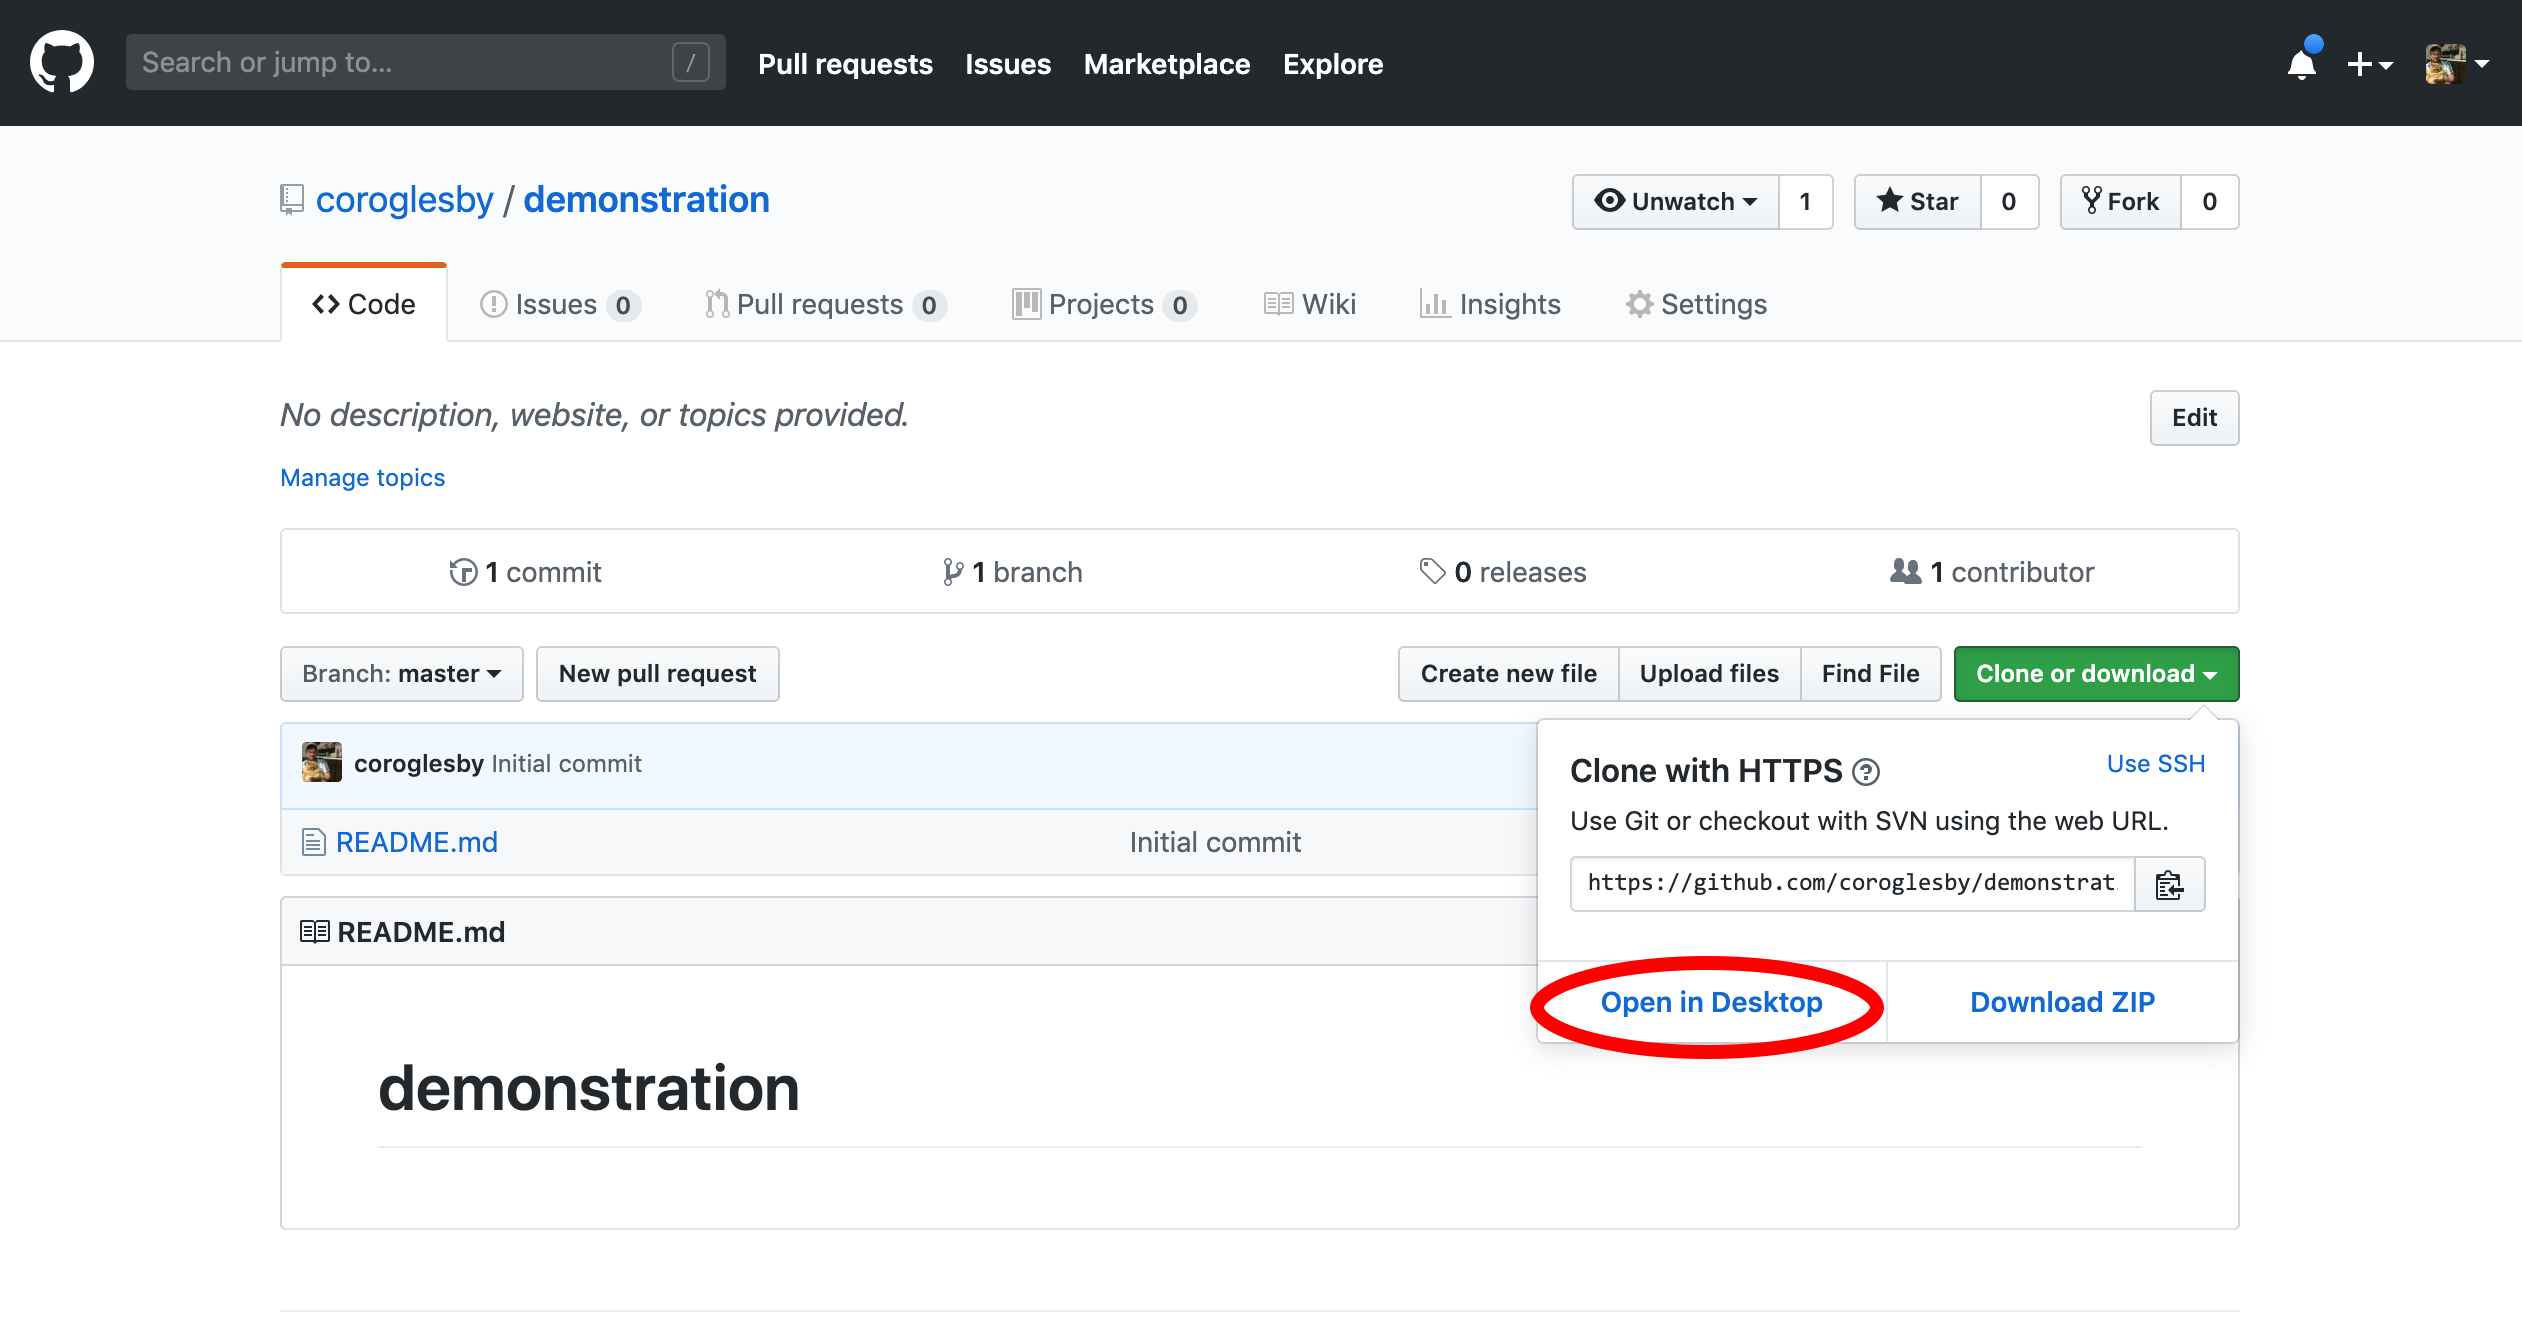 Search or jump to... /
Pull requests Issues Marketplace Explore
coroglesby / demonstration
Unwatch 1 Star 0 Fork 0
Code Issues 0 Pull requests 0 Projects 0 Wiki Insights Settings
No description, website, or topics provided.
Edit
Manage topics
1 commit 1 branch 0 releases 1 contributor
Branch: master New pull request Create new file Upload files Find File Clone or download
coroglesby Initial commit
README.md Initial commit
Clone with HTTPS ? Use SSH
Use Git or checkout with SVN using the web URL.
https://github.com/coroglesby/demonstrat
Open in Desktop Download ZIP
README.md
demonstration